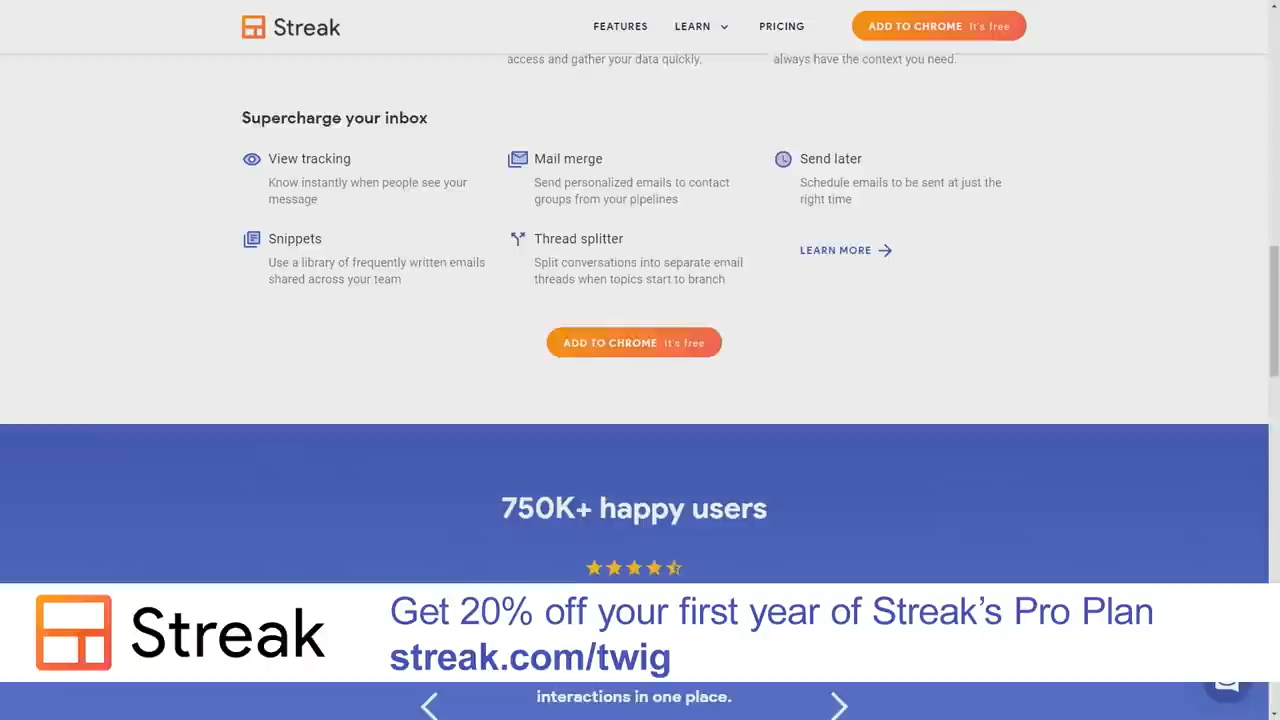 Streak
FEATURES LEARN PRICING ADD TO CHROME It's free
access and gather your data quickly.
always have the context you need.
Supercharge your inbox
View tracking
Know instantly when people see your
message
Mail merge
Send personalized emails to contact
groups from your pipelines
Send later
Schedule emails to be sent at just the
right time
Snippets
Use a library of frequently written emails
shared across your team
Thread splitter
Split conversations into separate email
threads when topics start to branch
LEARN MORE
ADD TO CHROME It's free
750K+ happy users
Streak
Get 20% off your first year of Streak's Pro Plan
streak.com/twig
interactions in one place.